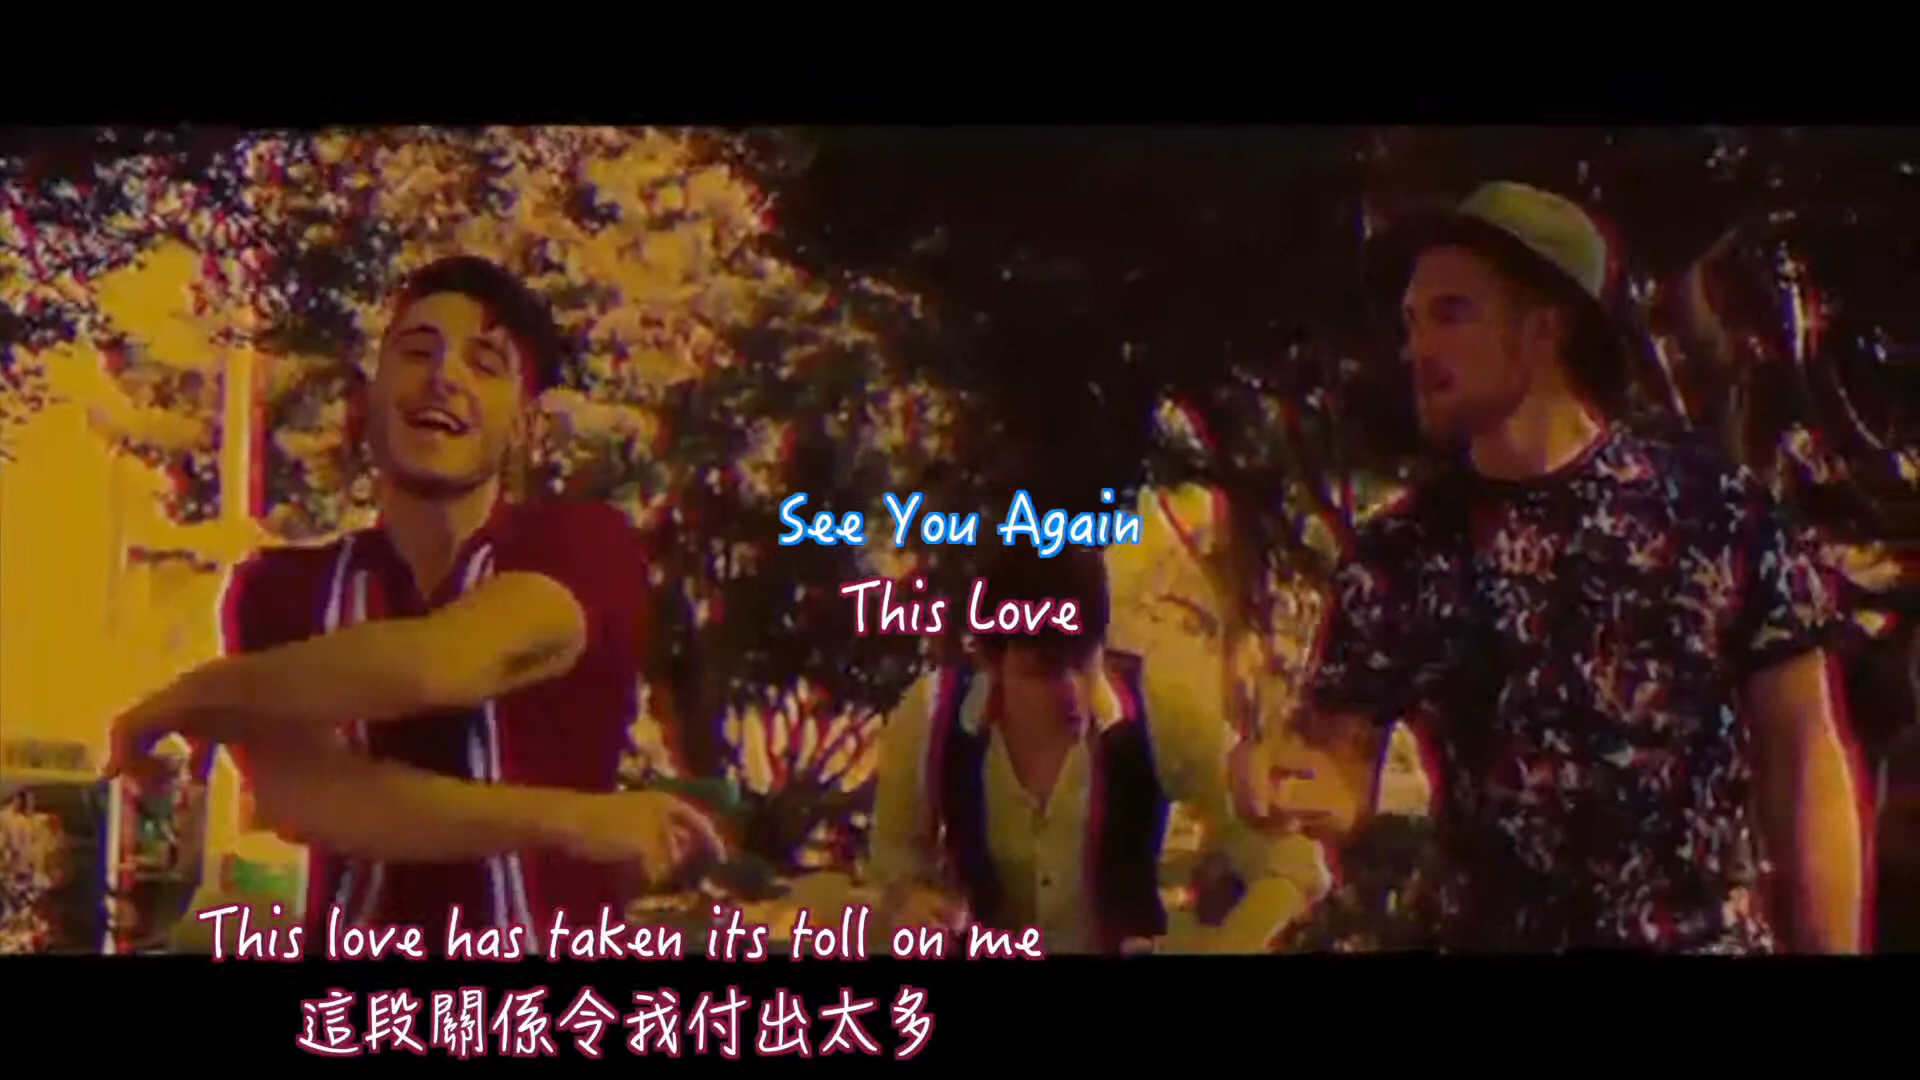 See You Again
This Love
This love has taken its toll on me
這段關係令我付出太多